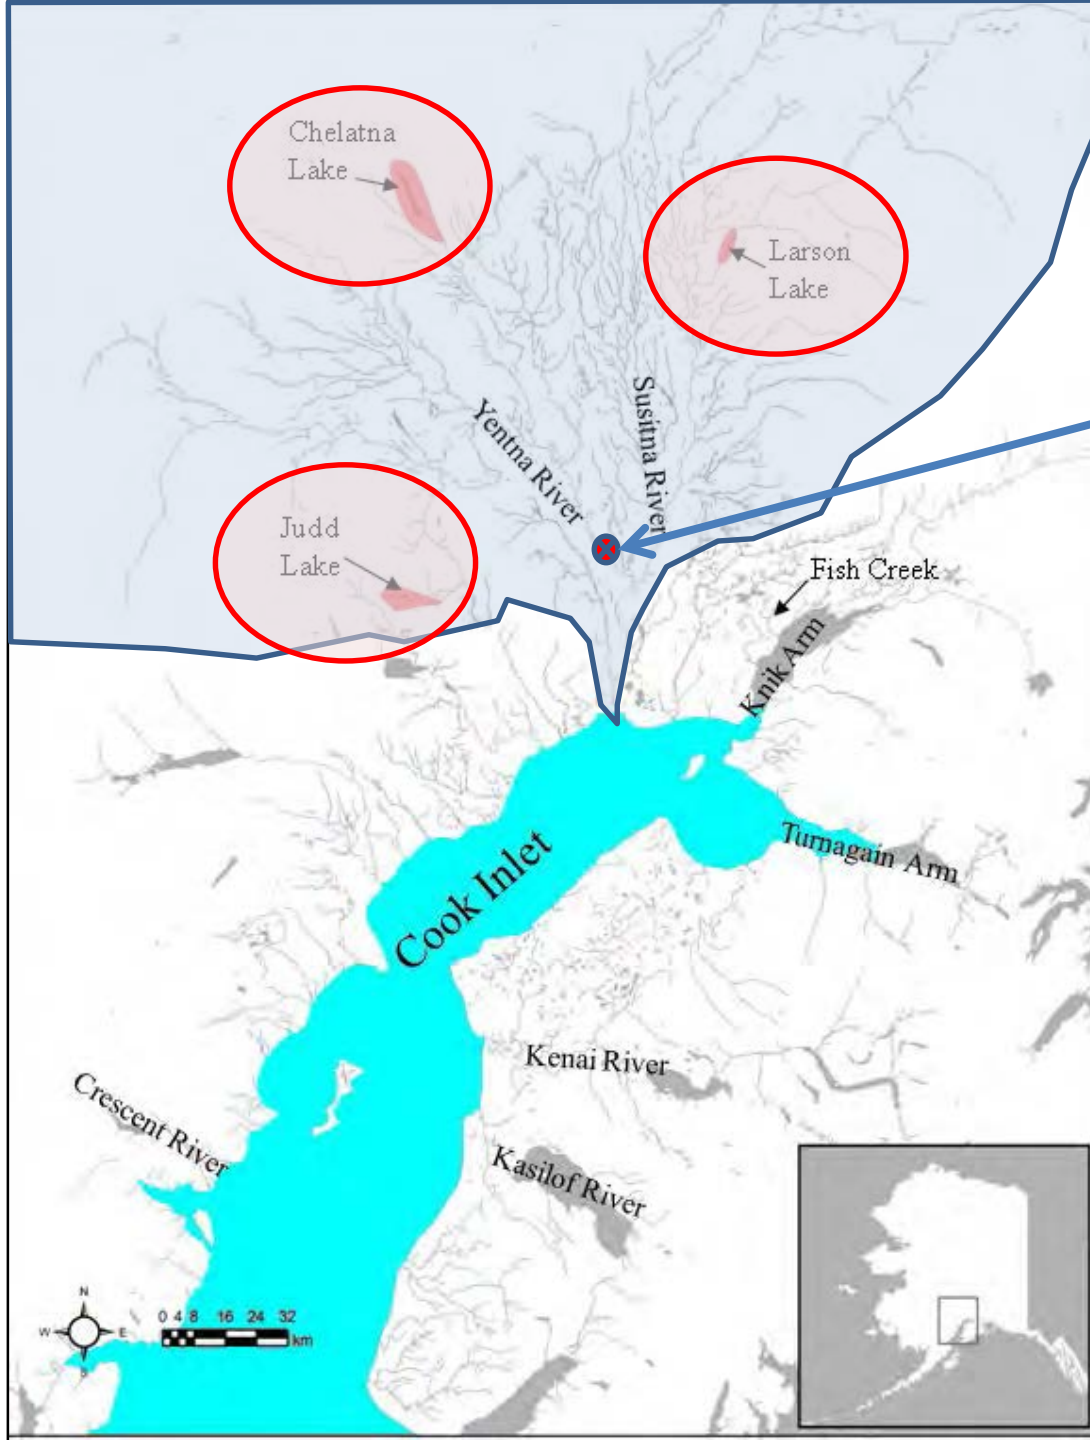 Chelatna
Lake
Larson
Lake
Yentna River
Susitna River
Judd
Lake
Fish Creek
Knik Arm
Turnagain Arm
Cook Inlet
Kenai River
Crescent River
Kasilof River
N
W E
S
0 4 8 16 24 32
km